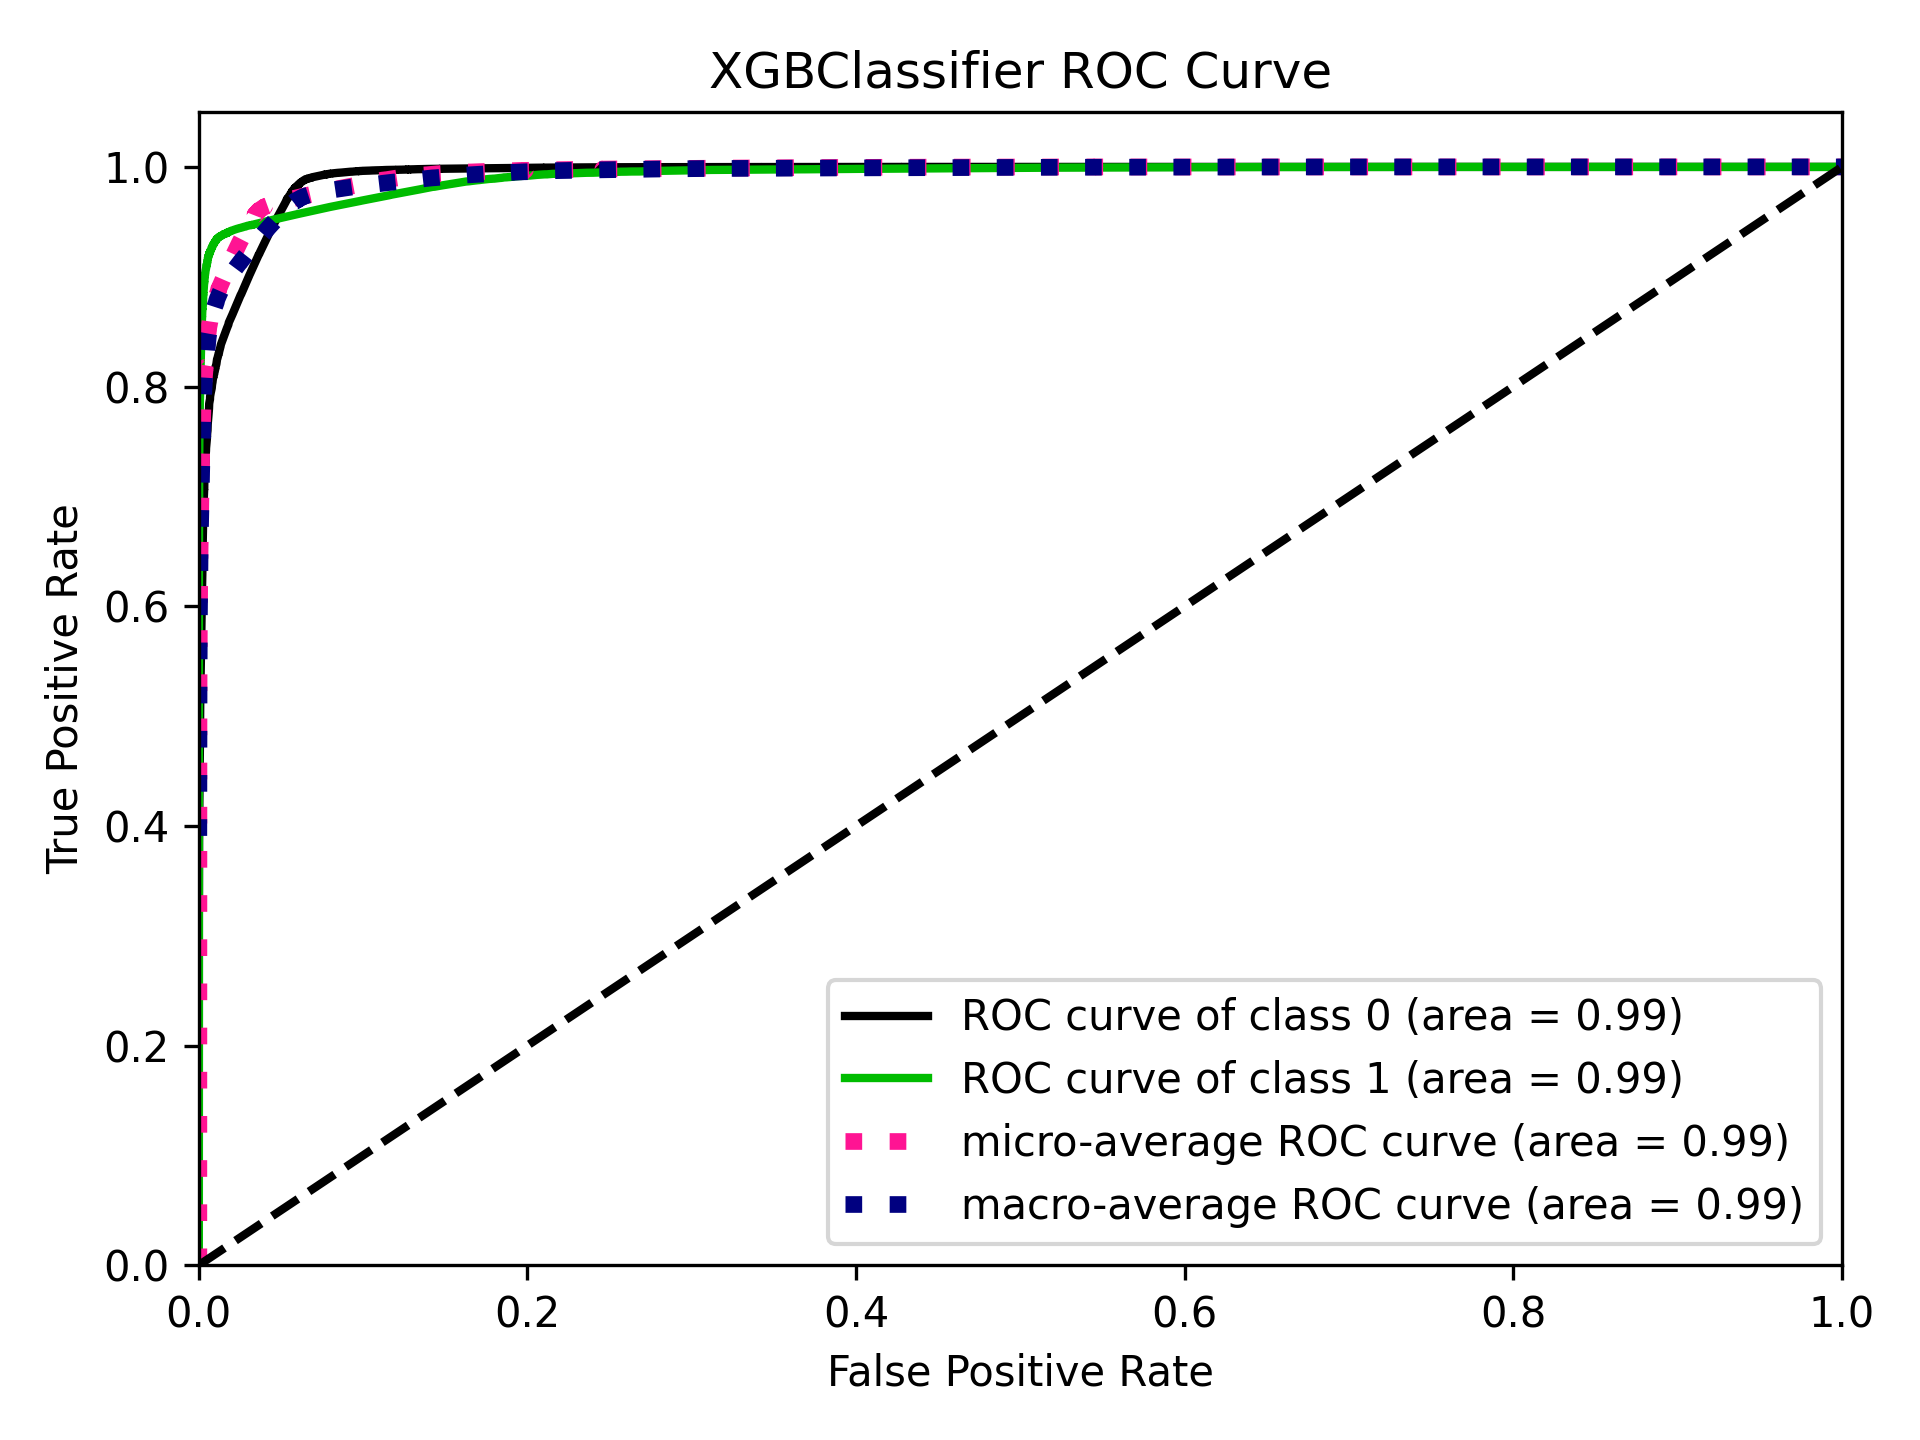 XGBClassifier ROC Curve
1.0
0.8
0.6
0.4
0.2
0.0
True Positive Rate
ROC curve of class 0 (area = 0.99)
ROC curve of class 1 (area = 0.99)
micro-average ROC curve (area = 0.99)
macro-average ROC curve (area = 0.99)
0.0 0.2 0.4 0.6 0.8 1.0
False Positive Rate